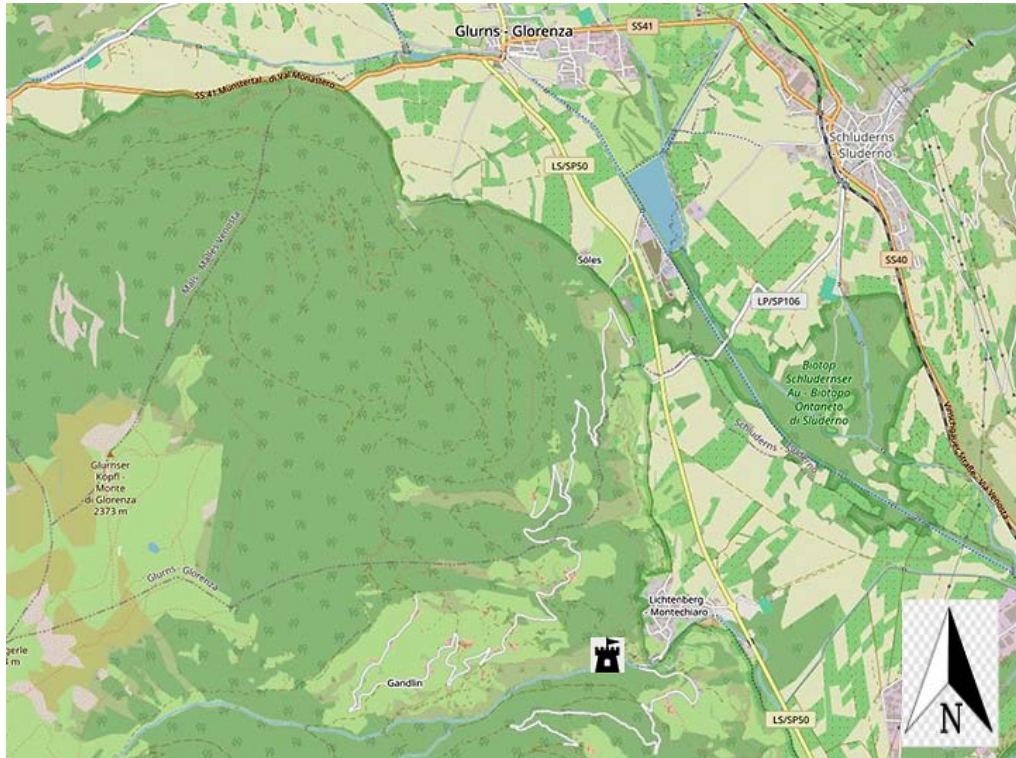 Glurns - Glorenza
SS41
SS 41 Münstertal - di Val Monastero
Schluderns
- Sluderno
LS/SP50
Mals - Malles Venosta
Söles
SS40
LP/SP106
Biotop
Schludernser
Au - Biotopo
Ontaneto
di Sluderno
Vinschgauer Straße - Via Venosta
Schluderns - Sluderno
Glurnser
Köpfl -
Monte
di Glorenza
2373 m
Glurns - Glorenza
Lichtenberg
- Montechiaro
Gandlin
LS/SP50
N